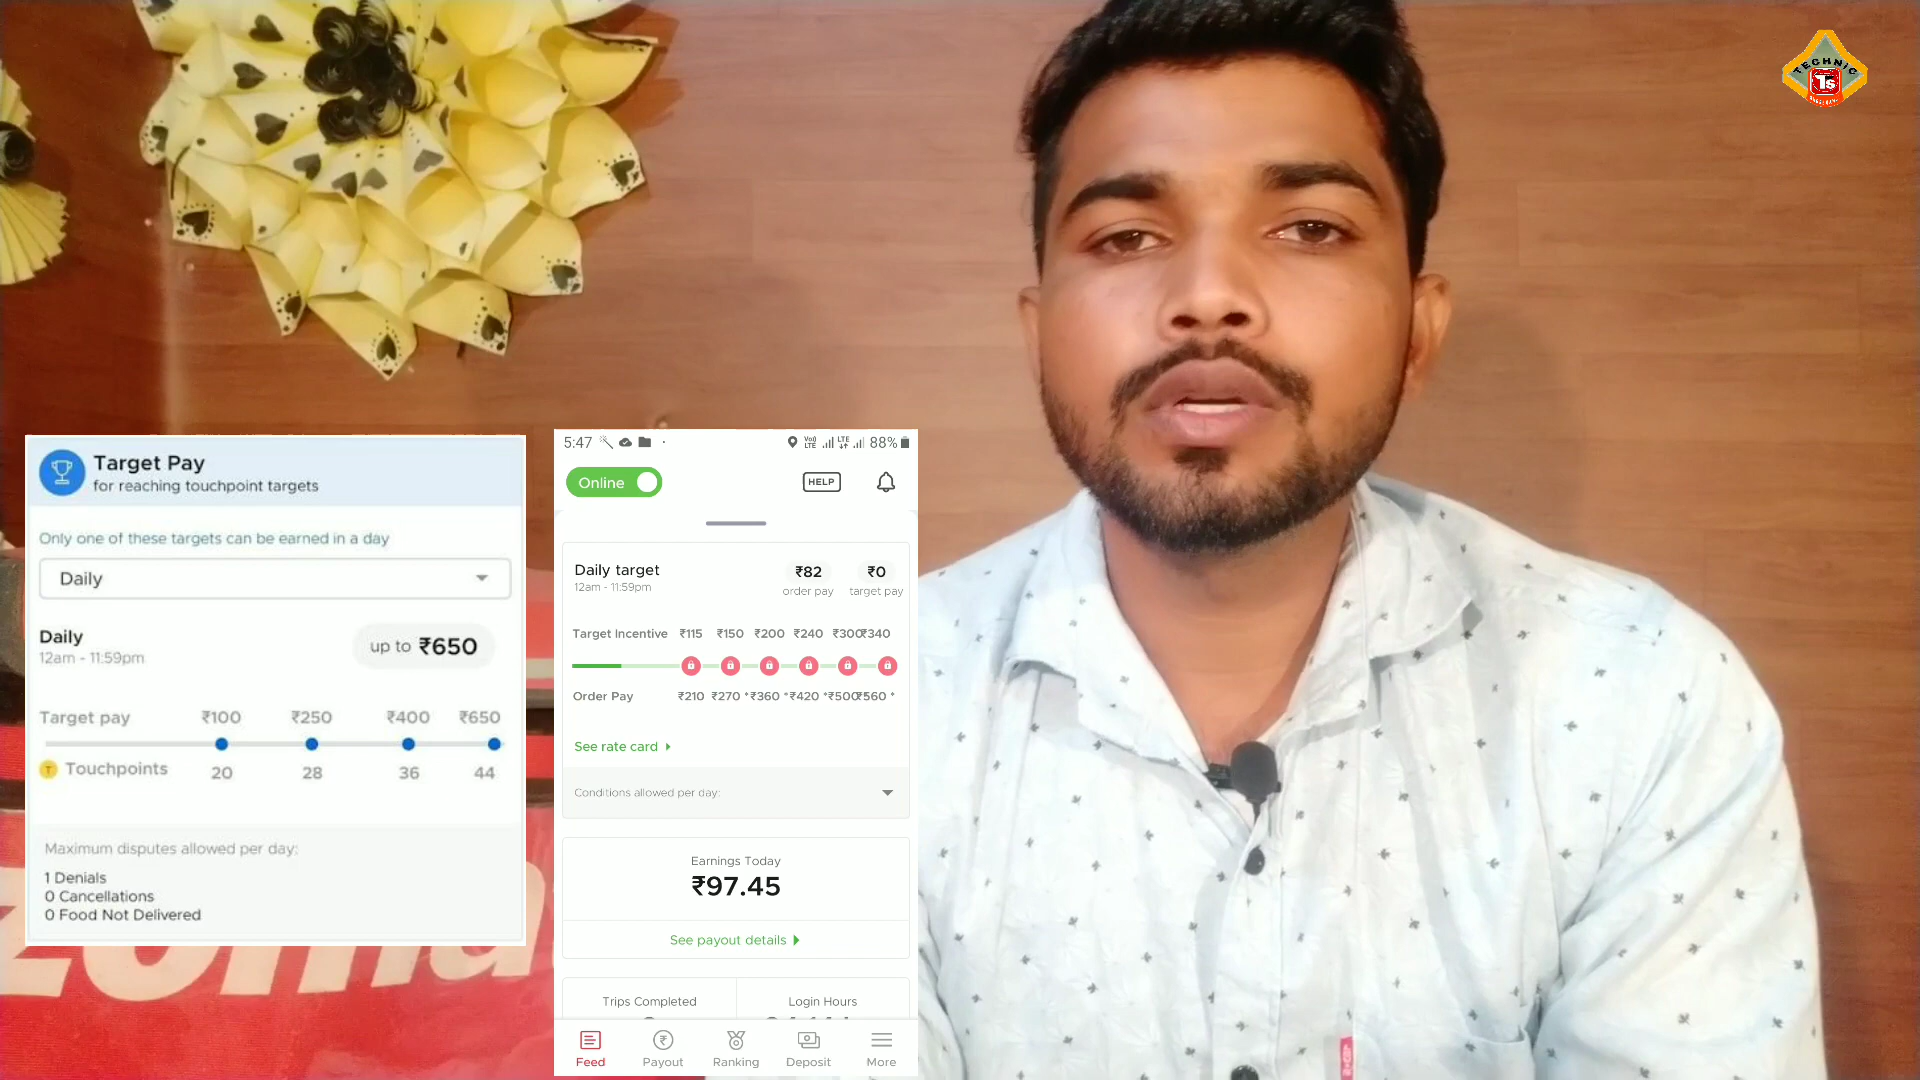 TECHNIC
TS
Target Pay
for reaching touchpoint targets
Only one of these targets can be earned in a day
Daily
Daily
12am - 11:59pm
up to ₹650
Target pay ₹100 ₹250 ₹400 ₹650
T Touchpoints 20 28 36 44
Maximum disputes allowed per day:
1 Denials
0 Cancellations
0 Food Not Delivered
5:47 88%
Online HELP
Daily target ₹82 ₹0
12am - 11:59pm order pay target pay
Target Incentive ₹115 ₹150 ₹200 ₹240 ₹300 ₹340
Order Pay ₹210 ₹270 * ₹360 * ₹420 * ₹500 * ₹560 *
See rate card
Conditions allowed per day:
Earnings Today
₹97.45
See payout details
Trips Completed Login Hours
Feed Payout Ranking Deposit More
zoma